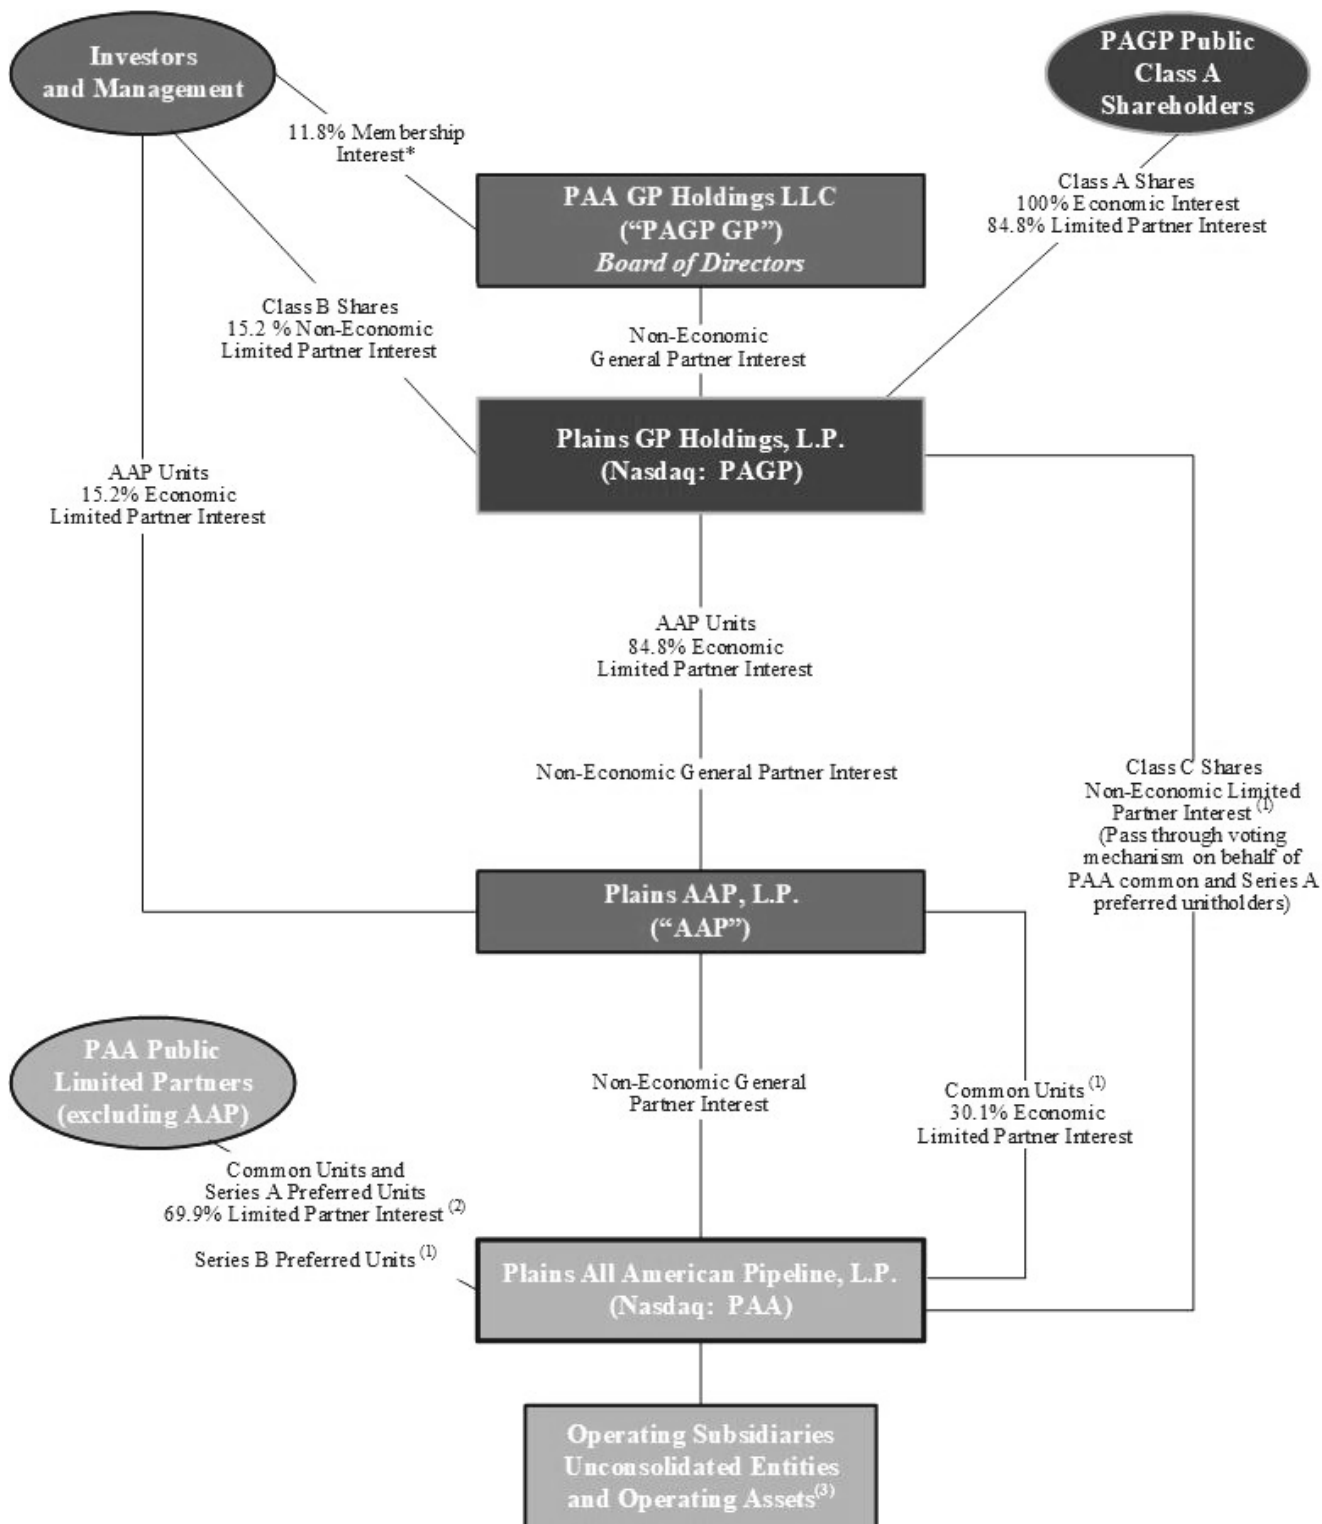 Investors
and Management
PAGP Public
Class A
Shareholders
11.8% Membership
Interest*
PAA GP Holdings LLC
(“PAGP GP”)
Board of Directors
Class A Shares
100% Economic Interest
84.8% Limited Partner Interest
Class B Shares
15.2 % Non-Economic
Limited Partner Interest
Non-Economic
General Partner Interest
Plains GP Holdings, L.P.
(Nasdaq: PAGP)
AAP Units
15.2% Economic
Limited Partner Interest
AAP Units
84.8% Economic
Limited Partner Interest
Non-Economic General Partner Interest
Class C Shares
Non-Economic Limited
Partner Interest (1)
(Pass through voting
mechanism on behalf of
PAA common and Series A
preferred unitholders)
Plains AAP, L.P.
(“AAP”)
PAA Public
Limited Partners
(excluding AAP)
Non-Economic General
Partner Interest
Common Units (1)
30.1% Economic
Limited Partner Interest
Common Units and
Series A Preferred Units
69.9% Limited Partner Interest (2)
Series B Preferred Units (1)
Plains All American Pipeline, L.P.
(Nasdaq: PAA)
Operating Subsidiaries
Unconsolidated Entities
and Operating Assets(3)